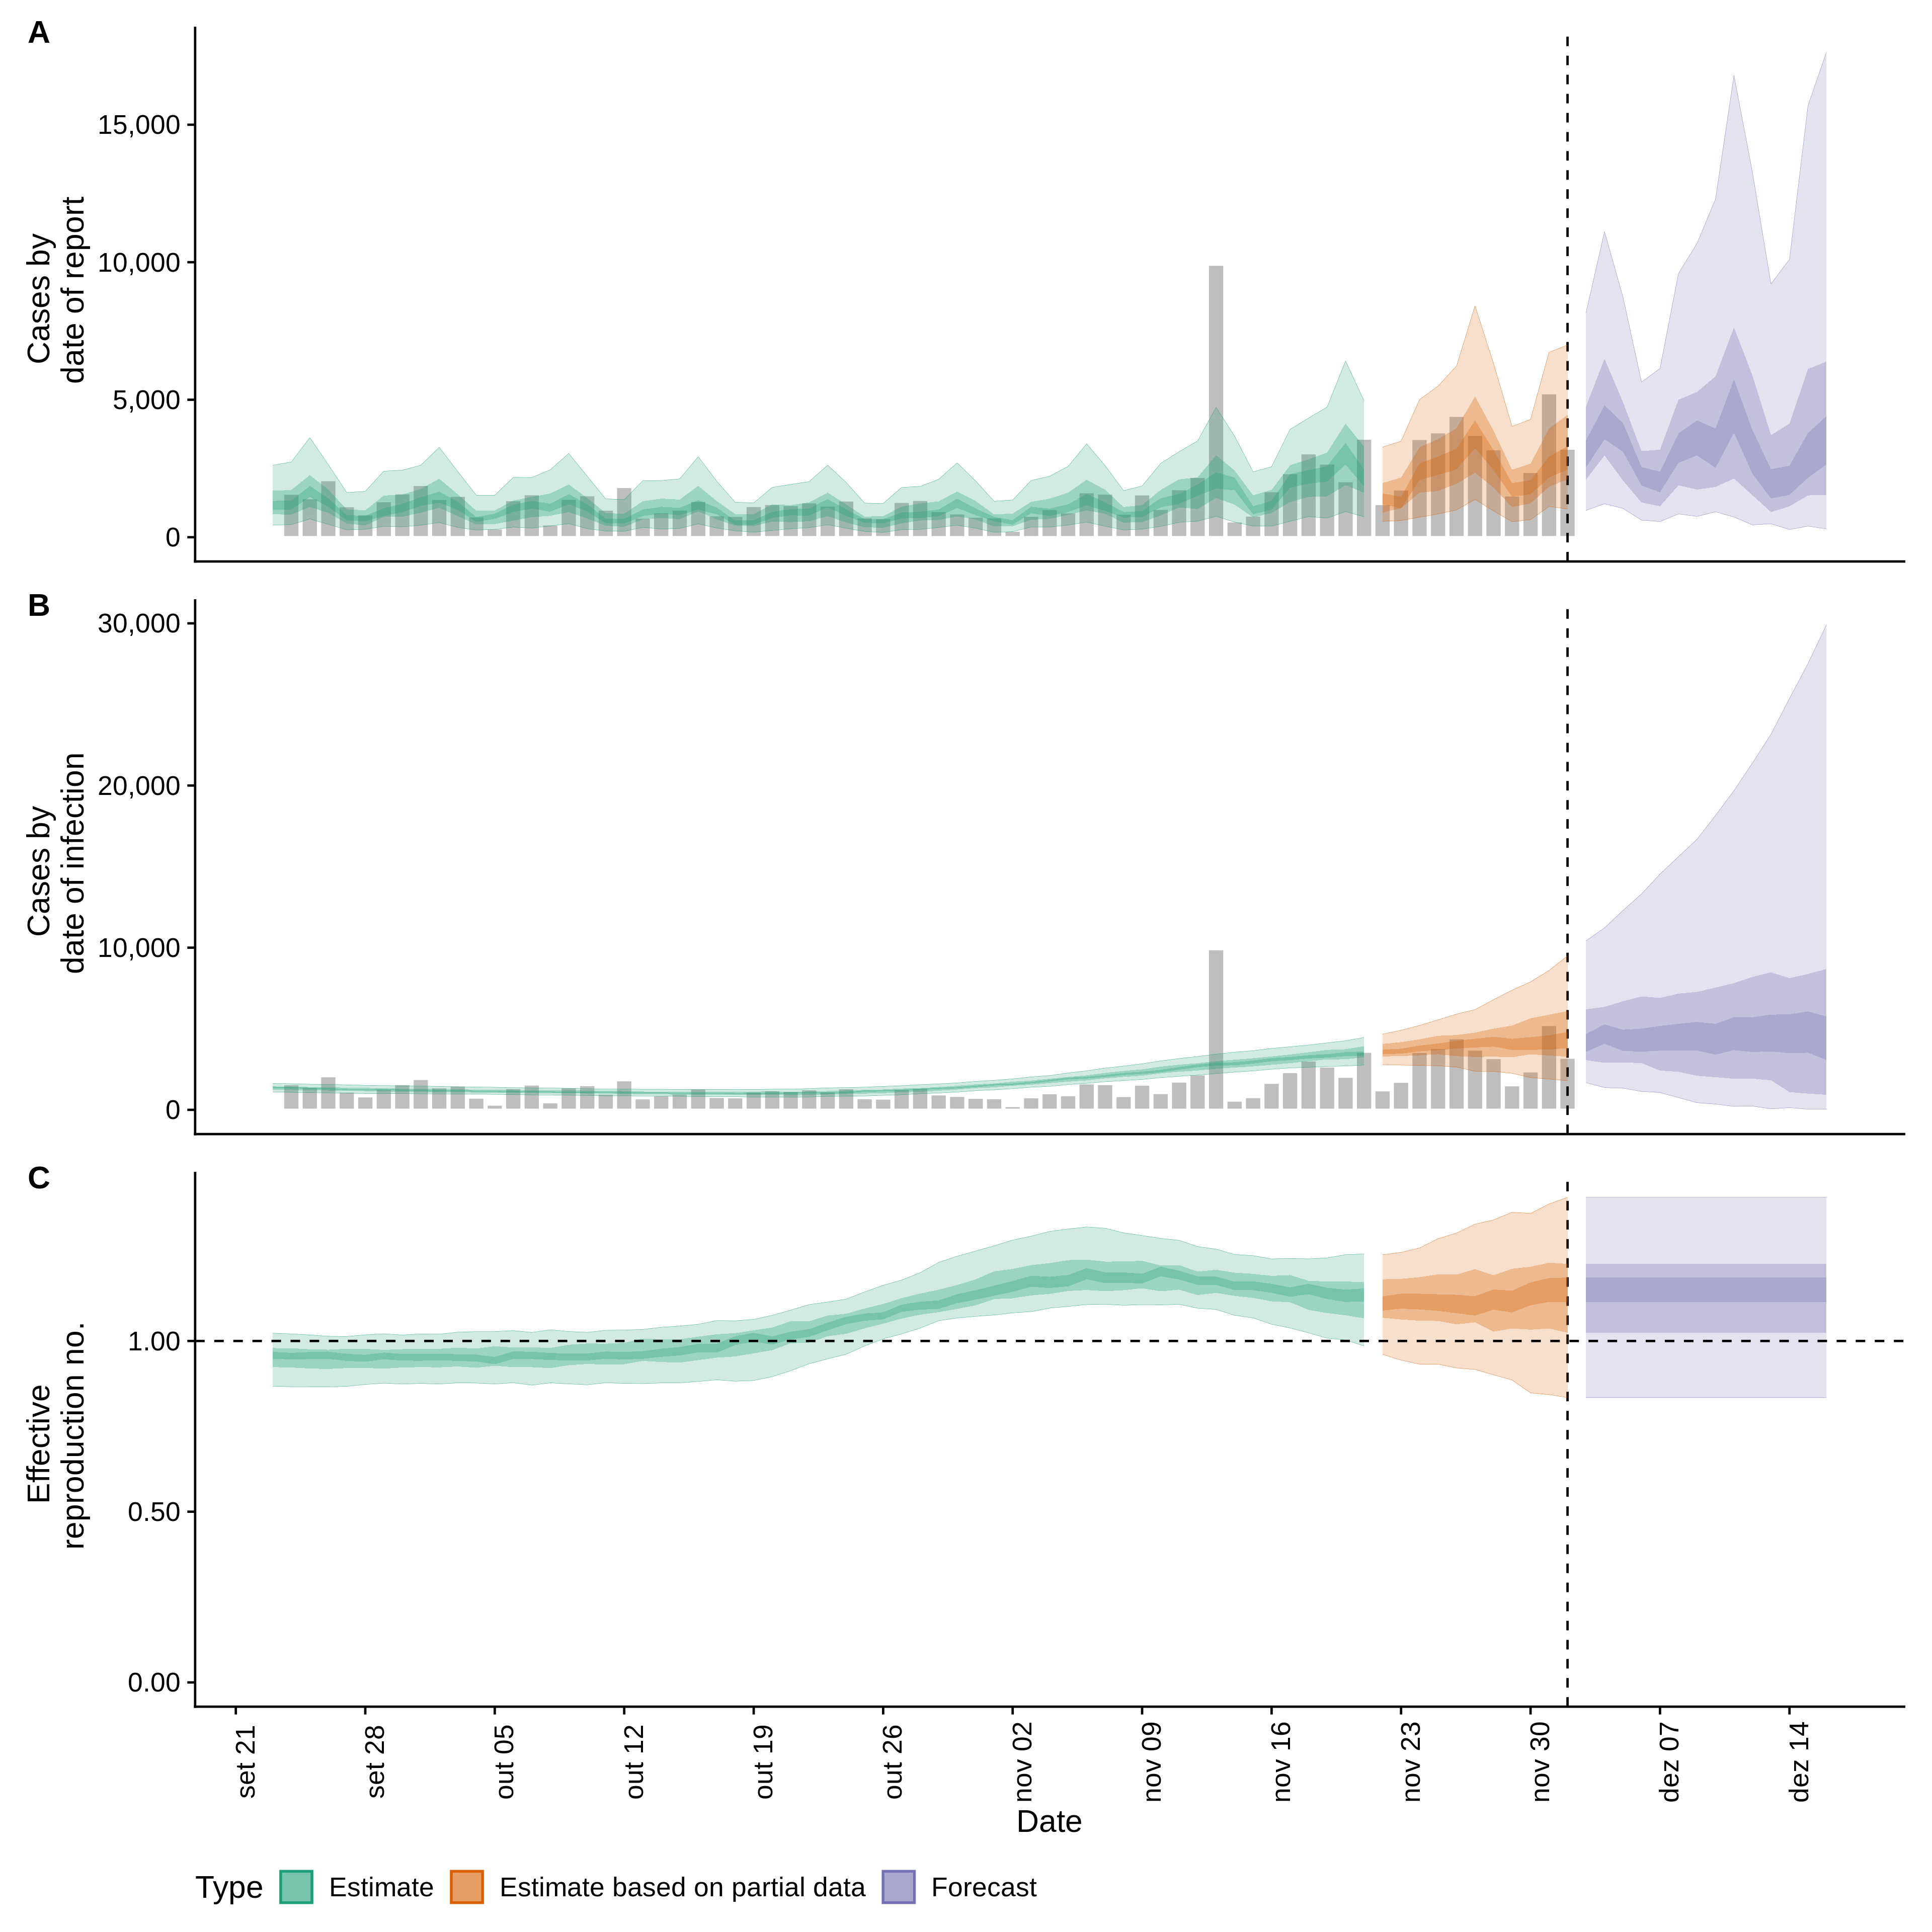 A
Cases by
date of report
15,000
10,000
5,000
0
B
Cases by
date of infection
30,000
20,000
10,000
0
C
Effective
reproduction no.
1.00
0.50
0.00
set 21
set 28
out 05
out 12
out 19
out 26
nov 02
nov 09
nov 16
nov 23
nov 30
dez 07
dez 14
Date
Type Estimate Estimate based on partial data Forecast